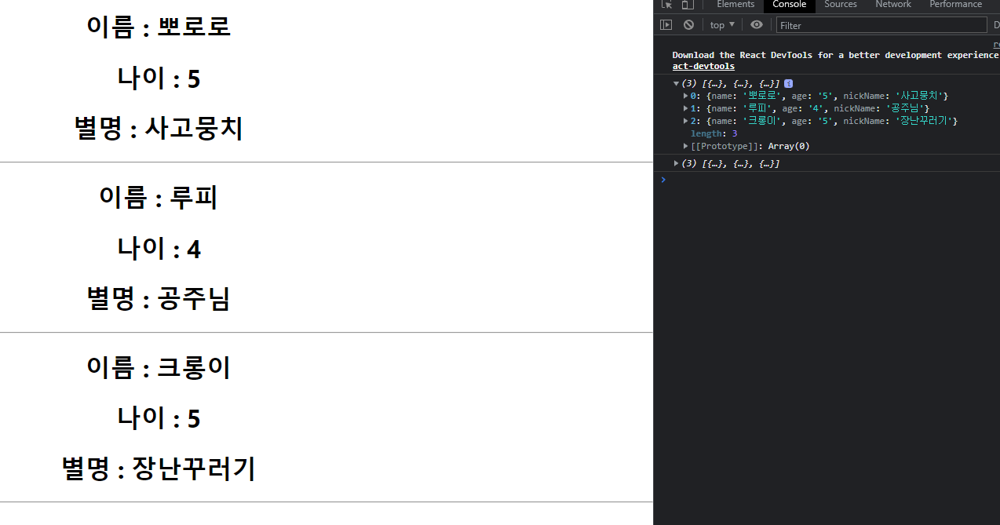 이름 : 뽀로로
나이 : 5
별명 : 사고뭉치
이름 : 루피
나이 : 4
별명 : 공주님
이름 : 크롱이
나이 : 5
별명 : 장난꾸러기
Elements Console Sources Network Performance
top ▼ Filter D
re
Download the React DevTools for a better development experience
act-devtools
▼ (3) [{…}, {…}, {…}] i
▶ 0: {name: '뽀로로', age: '5', nickName: '사고뭉치'}
▶ 1: {name: '루피', age: '4', nickName: '공주님'}
▶ 2: {name: '크롱이', age: '5', nickName: '장난꾸러기'}
length: 3
▶ [[Prototype]]: Array(0)
▶ (3) [{…}, {…}, {…}]